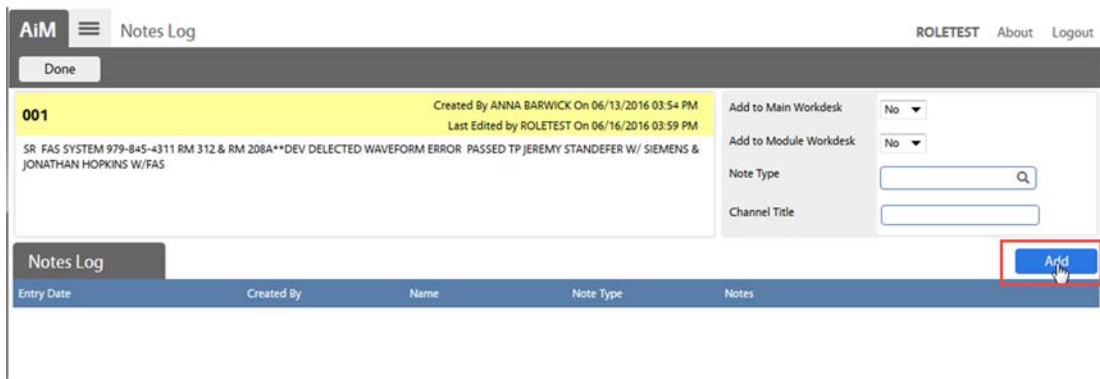 AiM Notes Log ROLETEST About Logout
Done
001
Created By ANNA BARWICK On 06/13/2016 03:54 PM
Last Edited by ROLETEST On 06/16/2016 03:59 PM
SR FAS SYSTEM 979-845-4311 RM 312 & RM 208A**DEV DELECTED WAVEFORM ERROR PASSED TP JEREMY STANDEFER W/ SIEMENS &
JONATHAN HOPKINS W/FAS
Add to Main Workdesk No
Add to Module Workdesk No
Note Type
Channel Title
Notes Log Add
Entry Date Created By Name Note Type Notes